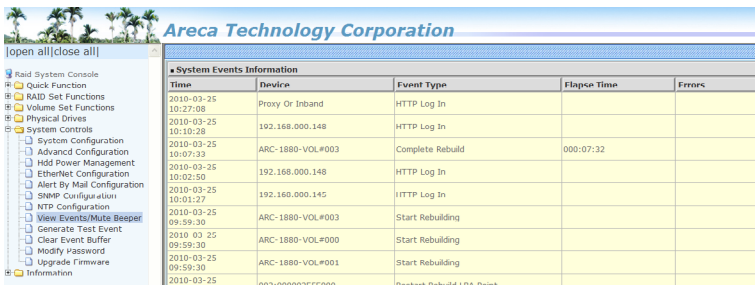 Areca Technology Corporation
|open all|close all|
Raid System Console
Quick Function
RAID Set Functions
Volume Set Functions
Physical Drives
System Controls
System Configuration
Advancd Configuration
Hdd Power Management
EtherNet Configuration
Alert By Mail Configuration
SNMP Configuration
NTP Configuration
View Events/Mute Beeper
Generate Test Event
Clear Event Buffer
Modify Password
Upgrade Firmware
Information
System Events Information
Time Device Event Type Elapse Time Errors
2010-03-25 10:27:08 Proxy Or Inband HTTP Log In
2010-03-25 10:10:28 192.168.000.148 HTTP Log In
2010-03-25 10:07:33 ARC-1880-VOL#003 Complete Rebuild 000:07:32
2010-03-25 10:02:50 192.168.000.148 HTTP Log In
2010-03-25 10:01:27 192.168.000.145 HTTP Log In
2010-03-25 09:59:30 ARC-1880-VOL#003 Start Rebuilding
2010-03-25 09:59:30 ARC-1880-VOL#000 Start Rebuilding
2010-03-25 09:59:30 ARC-1880-VOL#001 Start Rebuilding
2010-03-25